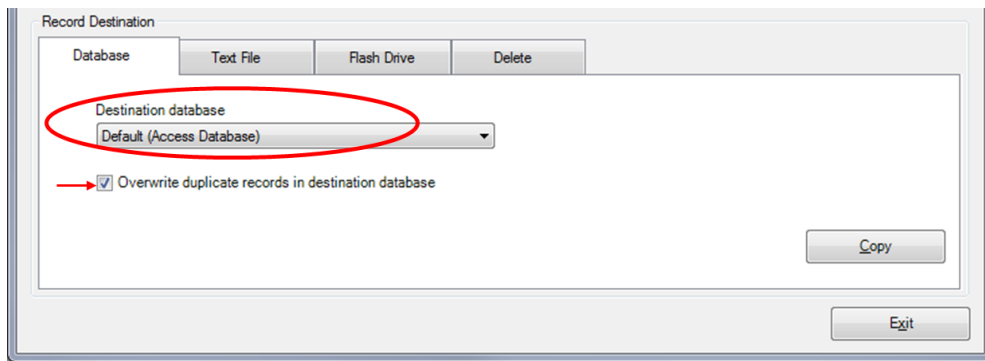 Record Destination
Database Text File Flash Drive Delete
Destination database
Default (Access Database)
Overwrite duplicate records in destination database
Copy
Exit